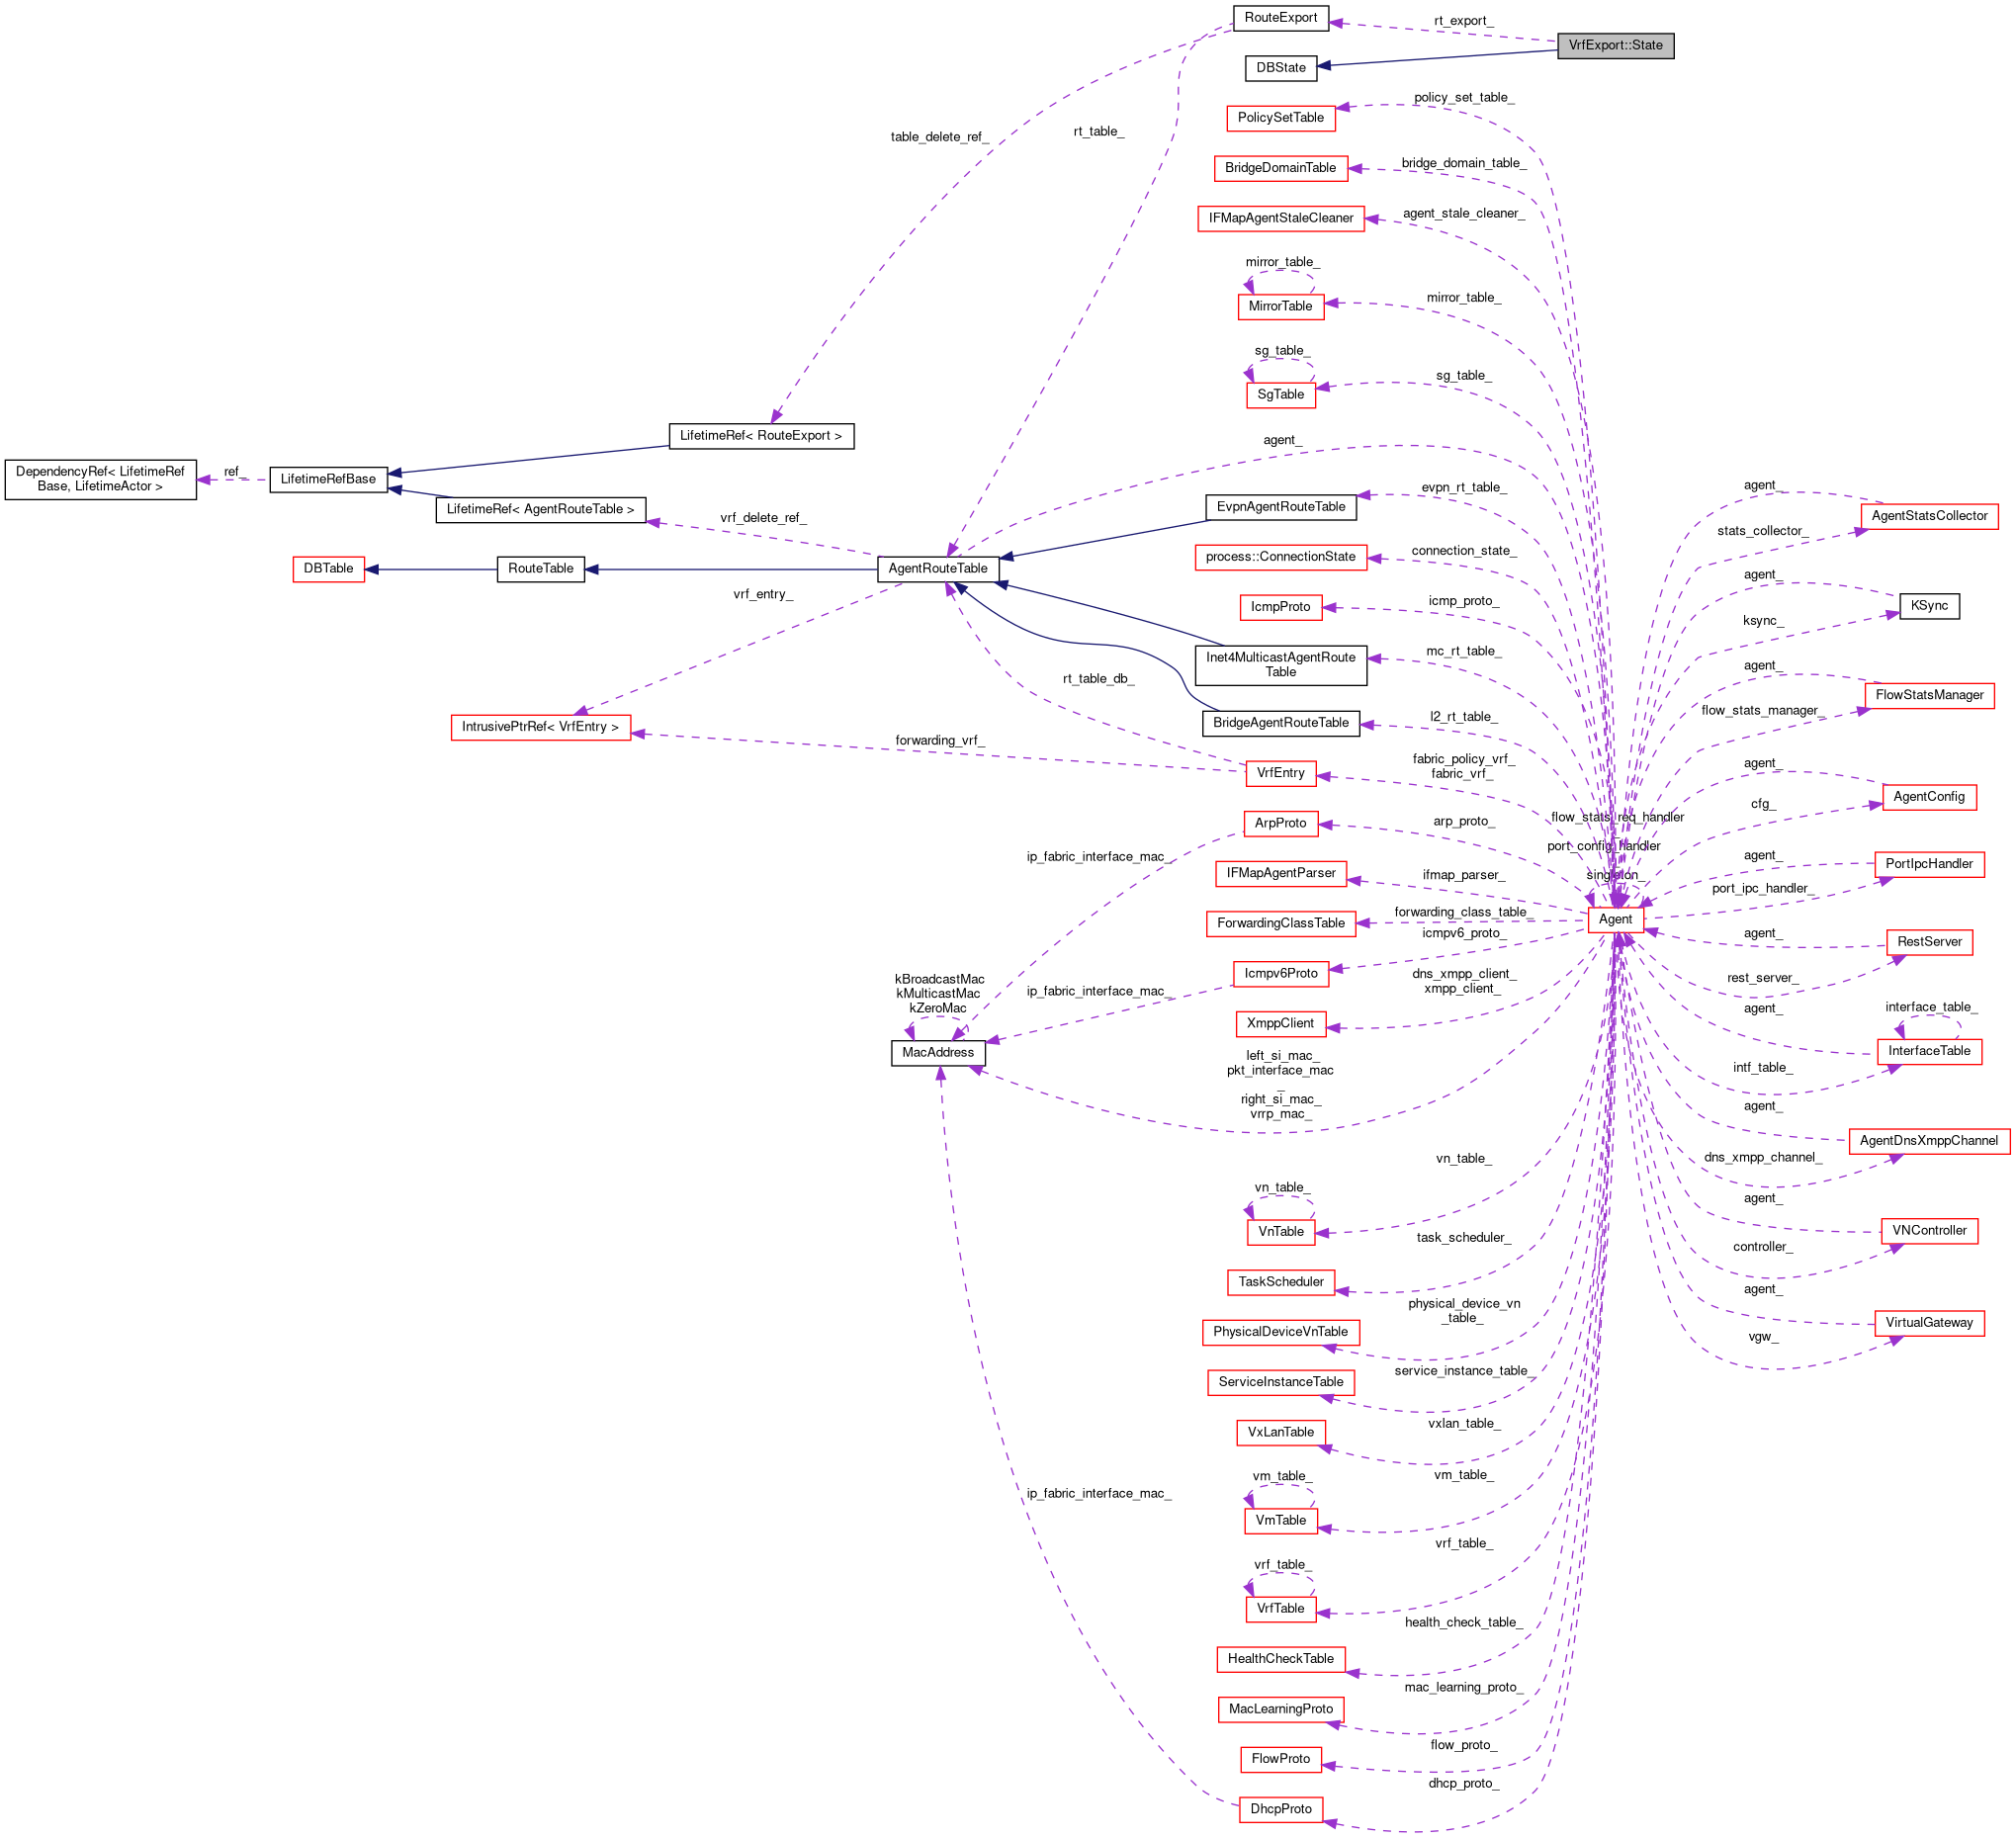 RouteExport
rt_export_
VrfExport::State
DBState
policy_set_table_
PolicySetTable
table_delete_ref_
rt_table_
bridge_domain_table_
BridgeDomainTable
agent_stale_cleaner_
IFMapAgentStaleCleaner
mirror_table_
mirror_table_
MirrorTable
sg_table_
sg_table_
SgTable
LifetimeRef< RouteExport >
agent_
DependencyRef< LifetimeRef
Base, LifetimeActor >
ref_
LifetimeRefBase
LifetimeRef< AgentRouteTable >
vrf_delete_ref_
EvpnAgentRouteTable
evpn_rt_table_
agent_
AgentStatsCollector
stats_collector_
DBTable
RouteTable
AgentRouteTable
process::ConnectionState
connection_state_
agent_
KSync
ksync_
vrf_entry_
IcmpProto
icmp_proto_
Inet4MulticastAgentRoute
Table
mc_rt_table_
agent_
FlowStatsManager
flow_stats_manager_
rt_table_db_
IntrusivePtrRef< VrfEntry >
forwarding_vrf_
BridgeAgentRouteTable
l2_rt_table_
VrfEntry
fabric_policy_vrf_
fabric_vrf_
agent_
AgentConfig
cfg_
ArpProto
arp_proto_
flow_stats_req_handler
port_config_handler
singleton_
ip_fabric_interface_mac_
IFMapAgentParser
ifmap_parser_
agent_
PortIpcHandler
port_ipc_handler_
ForwardingClassTable
forwarding_class_table_
Agent
icmpv6_proto_
agent_
RestServer
rest_server_
Icmpv6Proto
ip_fabric_interface_mac_
dns_xmpp_client_
xmpp_client_
kBroadcastMac
kMulticastMac
kZeroMac
XmppClient
agent_
interface_table_
InterfaceTable
intf_table_
MacAddress
left_si_mac_
pkt_interface_mac
_
right_si_mac_
vrrp_mac_
agent_
AgentDnsXmppChannel
dns_xmpp_channel_
vn_table_
vn_table_
VnTable
agent_
VNController
controller_
task_scheduler_
TaskScheduler
agent_
VirtualGateway
vgw_
physical_device_vn
_table_
PhysicalDeviceVnTable
service_instance_table_
ServiceInstanceTable
vxlan_table_
VxLanTable
vm_table_
vm_table_
VmTable
ip_fabric_interface_mac_
vrf_table_
vrf_table_
VrfTable
health_check_table_
HealthCheckTable
mac_learning_proto_
MacLearningProto
flow_proto_
FlowProto
dhcp_proto_
DhcpProto